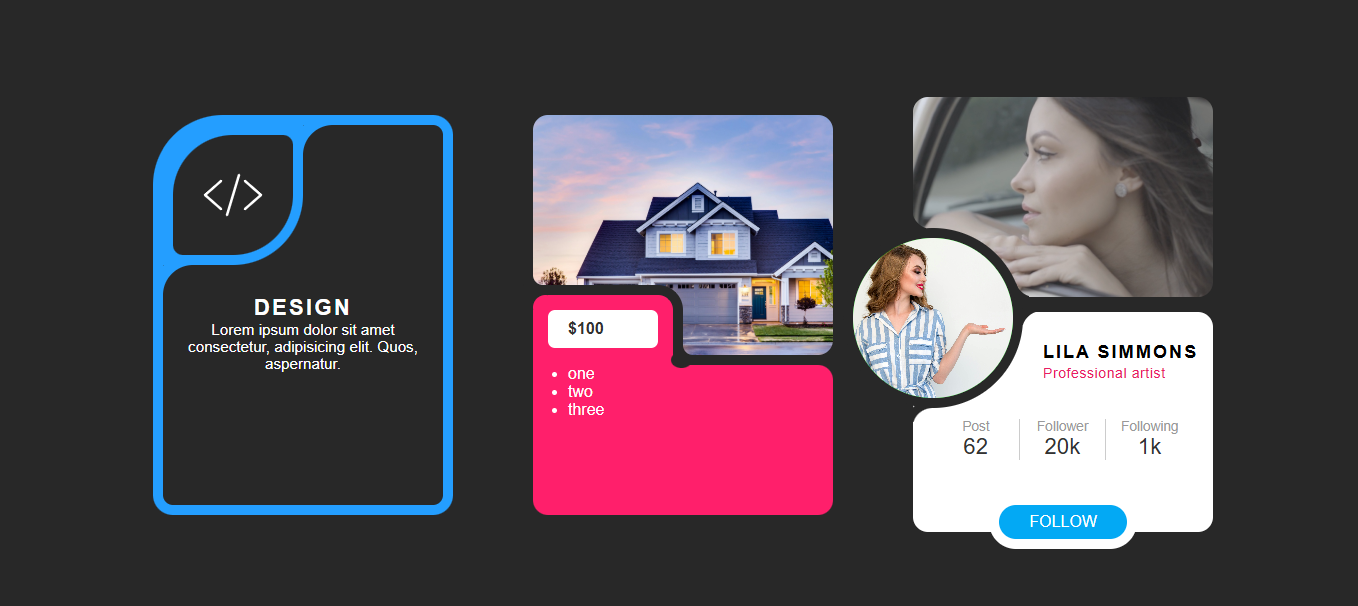 </>
DESIGN
Lorem ipsum dolor sit amet
consectetur, adipisicing elit. Quos,
aspernatur.
$100
one
two
three
LILA SIMMONS
Professional artist
Post Follower Following
62 20k 1k
FOLLOW